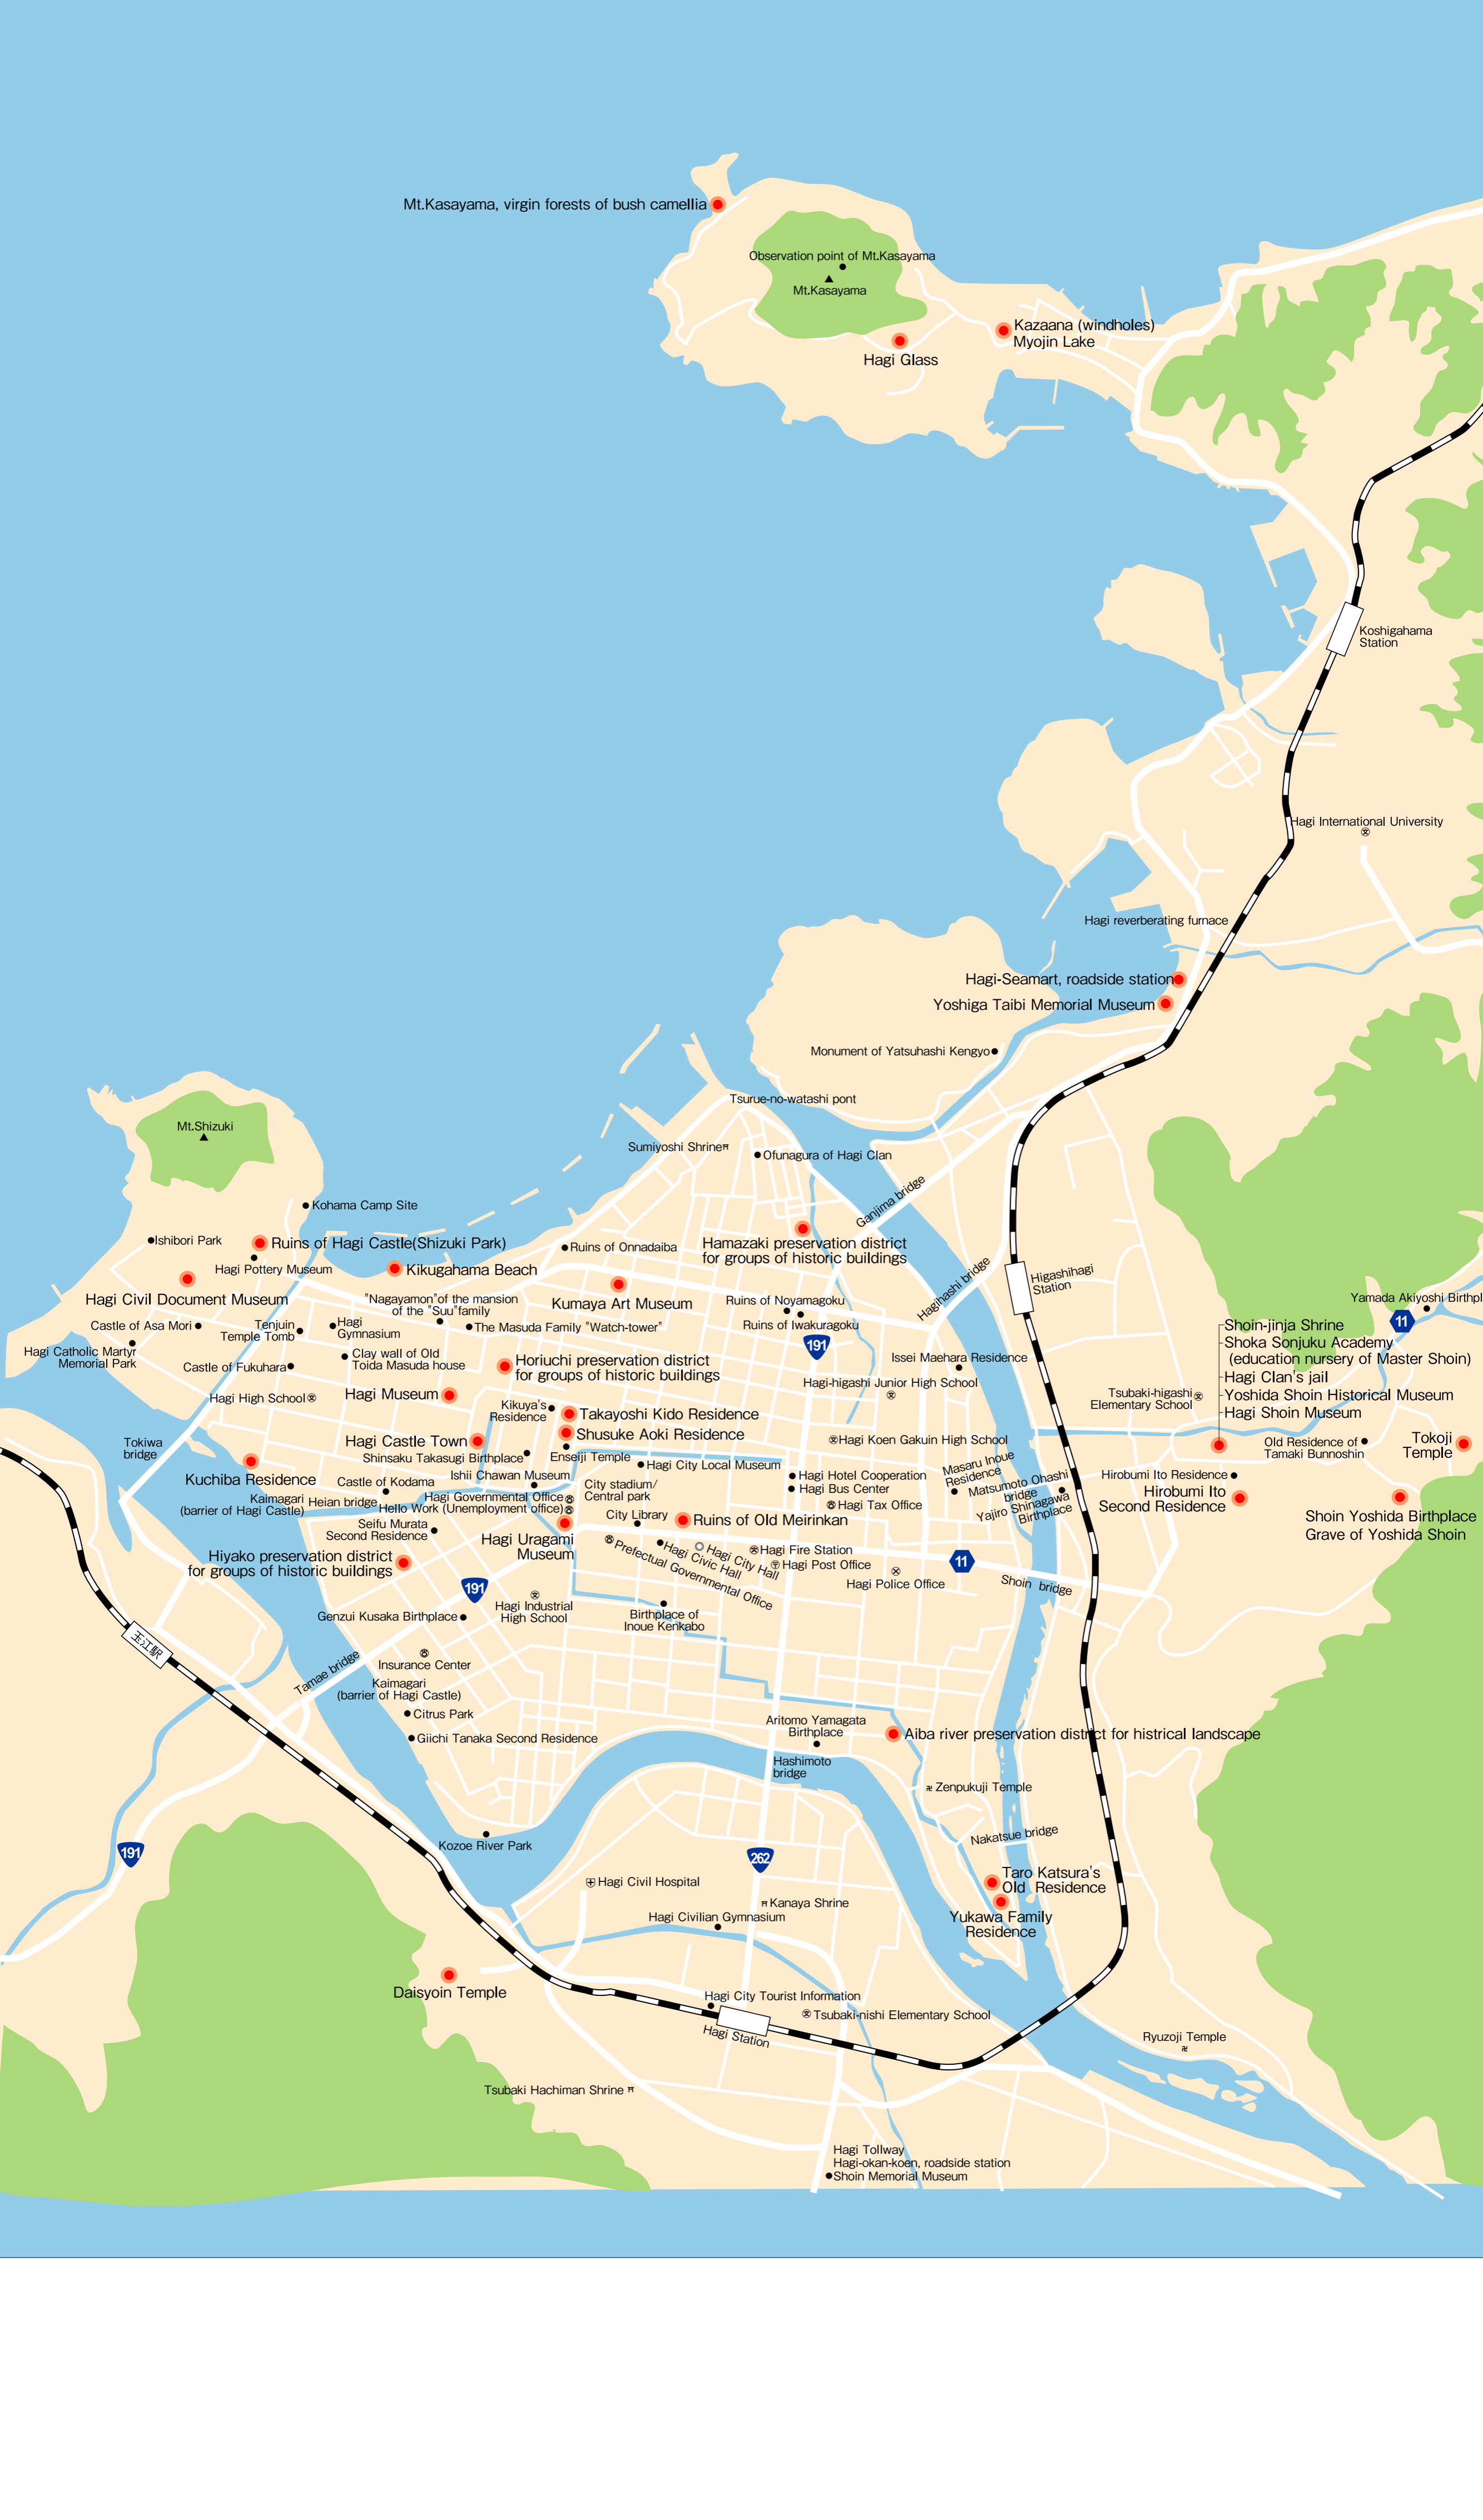 Mt.Kasayama, virgin forests of bush camellia
Observation point of Mt.Kasayama
Mt.Kasayama
Kazaana (windholes)
Myojin Lake
Hagi Glass
Koshigahama
Station
Hagi International University
Hagi reverberating furnace
Hagi-Seamart, roadside station
Yoshiga Taibi Memorial Museum
Monument of Yatsuhashi Kengyo
Tsurue-no-watashi pont
Mt.Shizuki
Sumiyoshi Shrine
Ofunagura of Hagi Clan
Ganjima bridge
Kohama Camp Site
Ishibori Park
Ruins of Hagi Castle(Shizuki Park)
Hagi Pottery Museum
Kikugahama Beach
Ruins of Onnadaiba
Hamazaki preservation district
for groups of historic buildings
Hagi Civil Document Museum
Kumaya Art Museum
Hagihashi bridge
Higashihagi
Station
"Nagayamon"of the mansion
of the "Suu"family
The Masuda Family "Watch-tower"
Ruins of Noyamagoku
Ruins of Iwakuragoku
191
Yamada Akiyoshi Birthpl
11
Castle of Asa Mori
Tenjuin
Temple Tomb
Hagi
Gymnasium
Hagi Catholic Martyr
Memorial Park
Clay wall of Old
Toida Masuda house
Castle of Fukuhara
Horiuchi preservation district
for groups of historic buildings
Issei Maehara Residence
Hagi-higashi Junior High School
Shoin-jinja Shrine
Shoka Sonjuku Academy
(education nursery of Master Shoin)
Hagi Clan's jail
Yoshida Shoin Historical Museum
Hagi Shoin Museum
Tsubaki-higashi
Elementary School
Hagi High School
Hagi Museum
Kikuya's
Residence
Takayoshi Kido Residence
Shusuke Aoki Residence
Hagi Castle Town
Shinsaku Takasugi Birthplace
Enseiji Temple
Hagi Koen Gakuin High School
Old Residence of
Tamaki Bunnoshin
Tokoji
Temple
Tokiwa
bridge
Kuchiba Residence
Castle of Kodama
Ishii Chawan Museum
Hagi City Local Museum
City stadium/
Central park
Hagi Hotel Cooperation
Hagi Bus Center
Hagi Tax Office
Masaru Inoue
Residence
Matsumoto Ohashi
bridge
Yajiro Shinagawa
Birthplace
Hirobumi Ito Residence
Hirobumi Ito
Second Residence
Shoin Yoshida Birthplace
Grave of Yoshida Shoin
Kaimagari
(barrier of Hagi Castle)
Heian bridge
Hagi Governmental Office
Hello Work (Unemployment office)
City Library
Ruins of Old Meirinkan
Seifu Murata
Second Residence
Hagi Uragami
Museum
Prefectual Governmental Office
Hagi Civic Hall
Hagi City Hall
Hagi Fire Station
Hagi Post Office
Hagi Police Office
11
Shoin bridge
Hiyako preservation district
for groups of historic buildings
191
Hagi Industrial
High School
Genzui Kusaka Birthplace
Birthplace of
Inoue Kenkabo
玉江駅
Tamae bridge
Insurance Center
Kaimagari
(barrier of Hagi Castle)
Citrus Park
Giichi Tanaka Second Residence
Aritomo Yamagata
Birthplace
Aiba river preservation district for histrical landscape
Hashimoto
bridge
Zenpukuji Temple
Nakatsue bridge
191
Kozoe River Park
262
Hagi Civil Hospital
Taro Katsura's
Old Residence
Kanaya Shrine
Hagi Civilian Gymnasium
Yukawa Family
Residence
Daisyoin Temple
Hagi City Tourist Information
Tsubaki-nishi Elementary School
Hagi Station
Ryuzoji Temple
Tsubaki Hachiman Shrine
Hagi Tollway
Hagi-okan-koen, roadside station
Shoin Memorial Museum